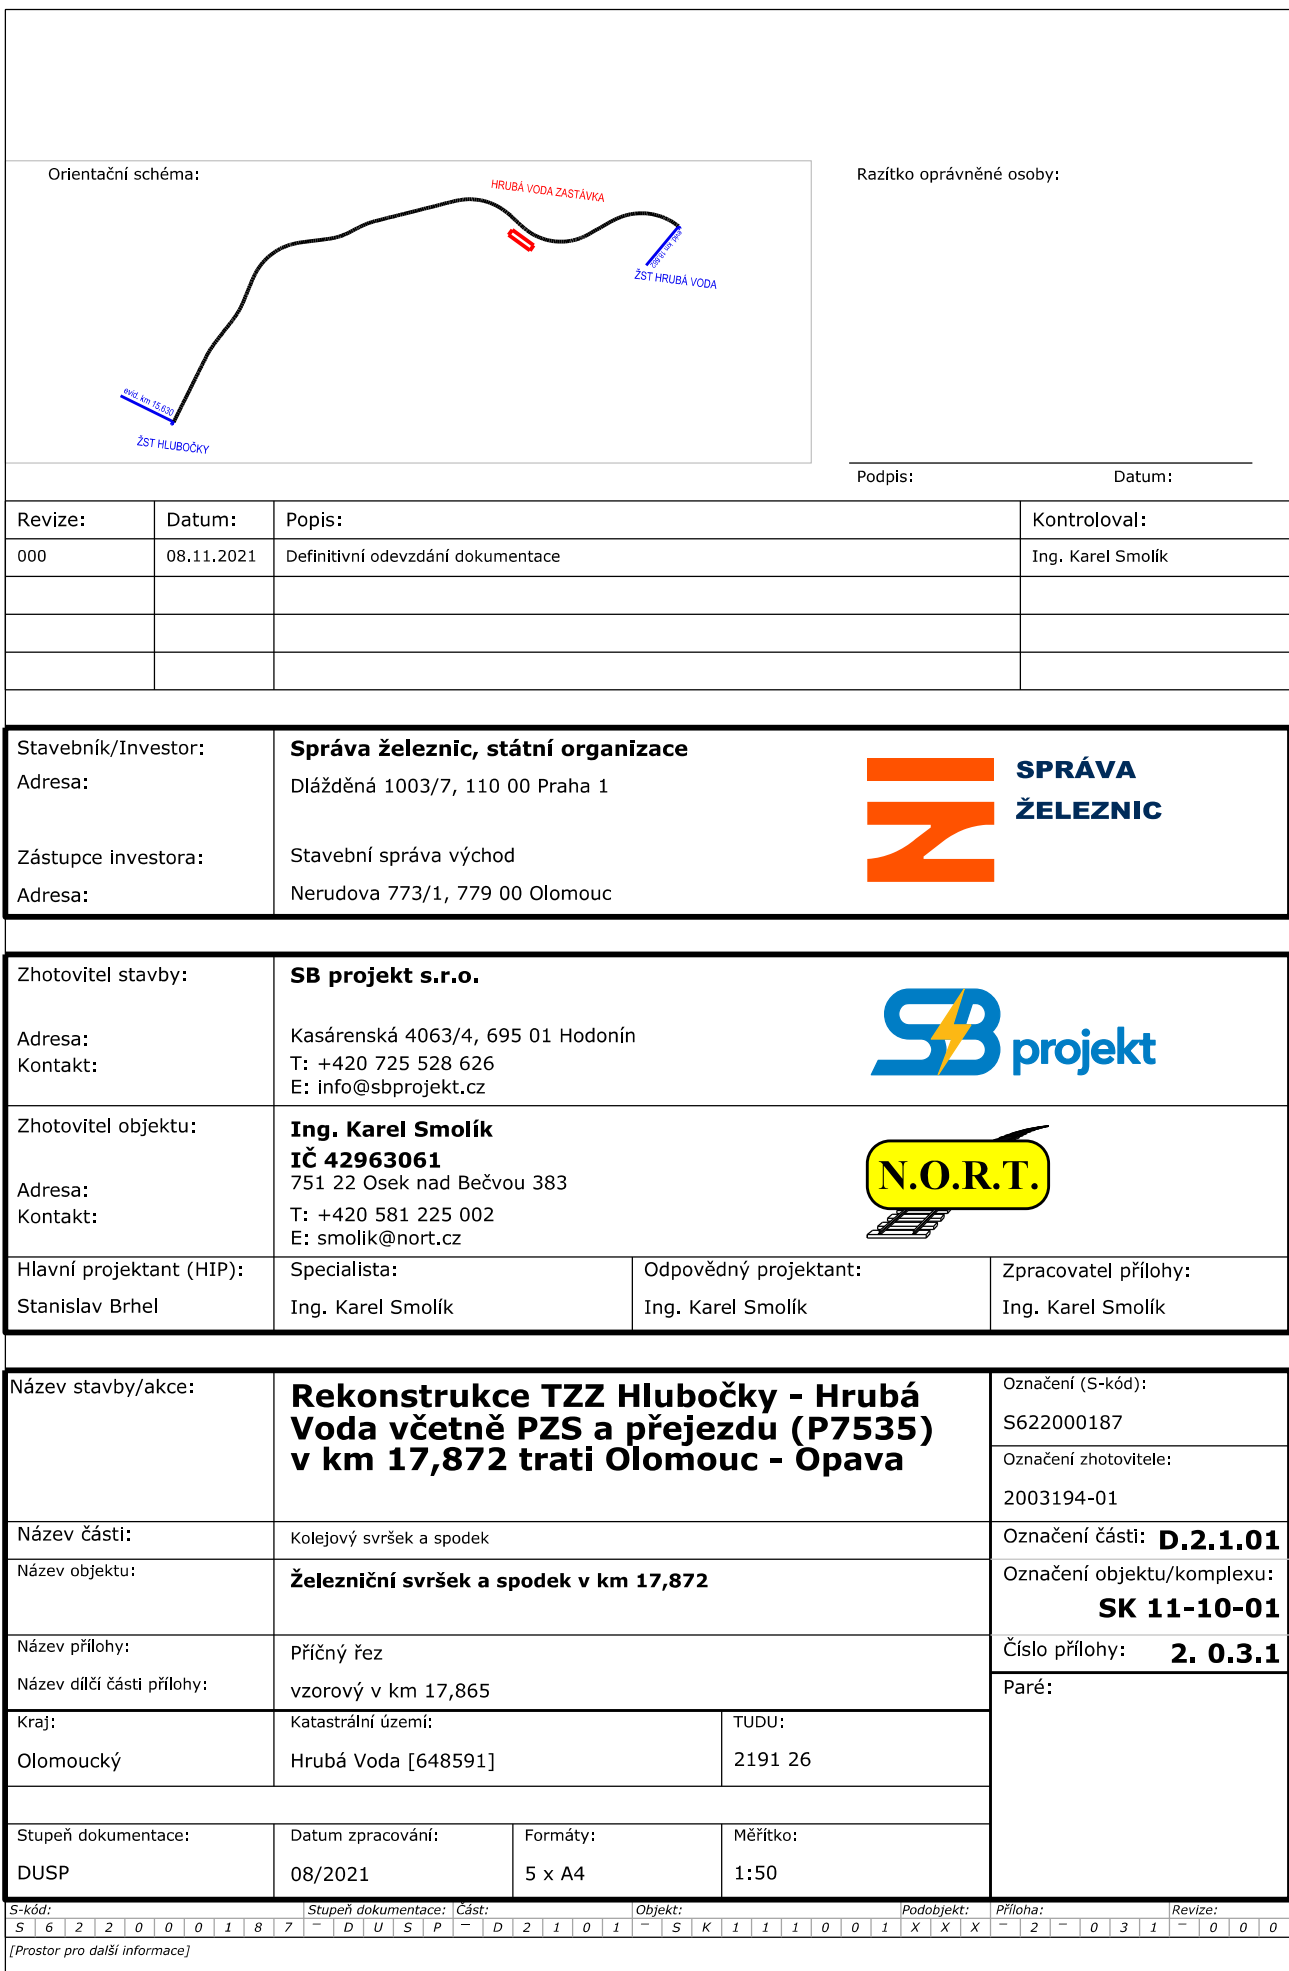 Orientační schéma:
Razítko oprávněné osoby:
HRUBÁ VODA ZASTÁVKA
evid. km 18,602
ŽST HRUBÁ VODA
evid. km 15,630
ŽST HLUBOČKY
Podpis: Datum:
Revize: Datum: Popis: Kontroloval:
000 08.11.2021 Definitivní odevzdání dokumentace Ing. Karel Smolík
Stavebník/Investor: Správa železnic, státní organizace
Adresa: Dlážděná 1003/7, 110 00 Praha 1
SPRÁVA
ŽELEZNIC
Zástupce investora: Stavební správa východ
Adresa: Nerudova 773/1, 779 00 Olomouc
Zhotovitel stavby: SB projekt s.r.o.
Adresa: Kasárenská 4063/4, 695 01 Hodonín
Kontakt: T: +420 725 528 626
E: info@sbprojekt.cz
SB projekt
Zhotovitel objektu: Ing. Karel Smolík
IČ 42963061
Adresa: 751 22 Osek nad Bečvou 383
Kontakt: T: +420 581 225 002
E: smolik@nort.cz
N.O.R.T.
Hlavní projektant (HIP): Specialista: Odpovědný projektant: Zpracovatel přílohy:
Stanislav Brhel Ing. Karel Smolík Ing. Karel Smolík Ing. Karel Smolík
Název stavby/akce: Rekonstrukce TZZ Hlubočky - Hrubá
Voda včetně PZS a přejezdu (P7535)
v km 17,872 trati Olomouc - Opava
Označení (S-kód):
S622000187
Označení zhotovitele:
2003194-01
Název části: Kolejový svršek a spodek Označení části: D.2.1.01
Název objektu: Železniční svršek a spodek v km 17,872 Označení objektu/komplexu:
SK 11-10-01
Název přílohy: Příčný řez Číslo přílohy: 2. 0.3.1
Název dílčí části přílohy: vzorový v km 17,865 Paré:
Kraj: Katastrální území: TUDU:
Olomoucký Hrubá Voda [648591] 2191 26
Stupeň dokumentace: Datum zpracování: Formáty: Měřítko:
DUSP 08/2021 5 x A4 1:50
S-kód: Stupeň dokumentace: Část: Objekt: Podobjekt: Příloha: Revize:
S 6 2 2 0 0 0 1 8 7 – D U S P – D 2 1 0 1 – S K 1 1 1 0 0 1 X X X – 2 – 0 3 1 – 0 0 0
[Prostor pro další informace]